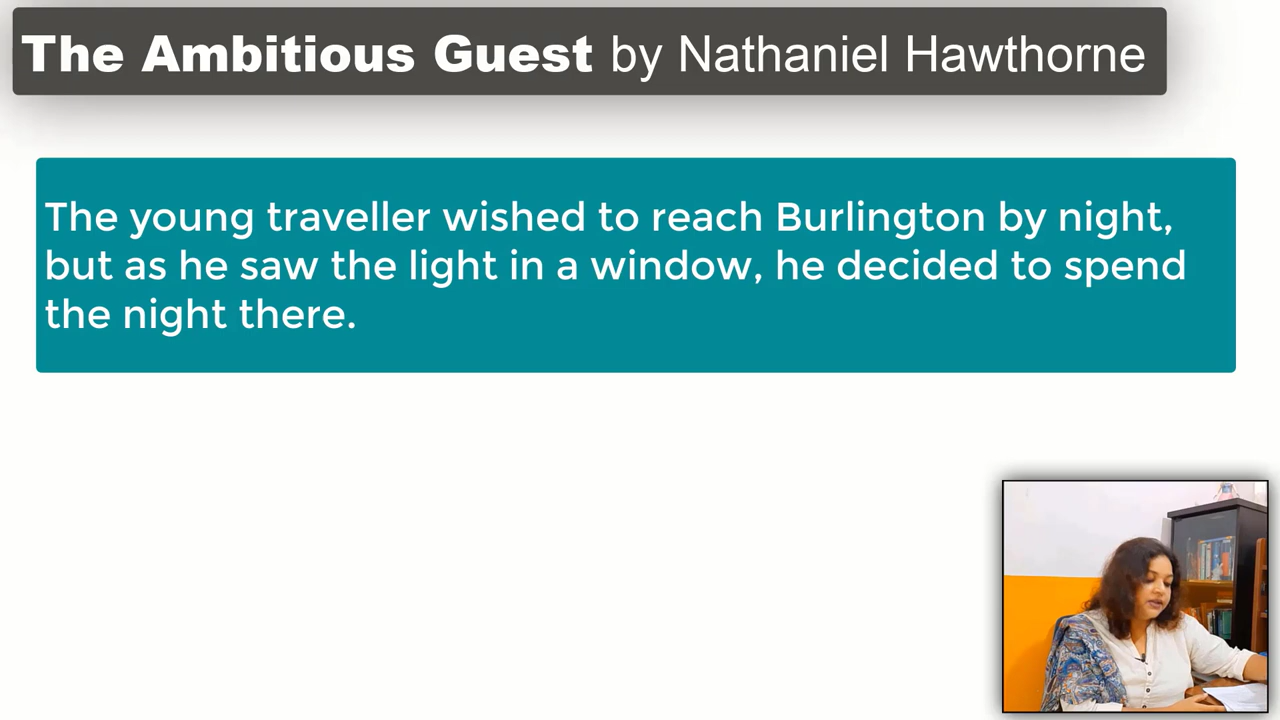 The Ambitious Guest by Nathaniel Hawthorne
The young traveller wished to reach Burlington by night,
but as he saw the light in a window, he decided to spend
the night there.